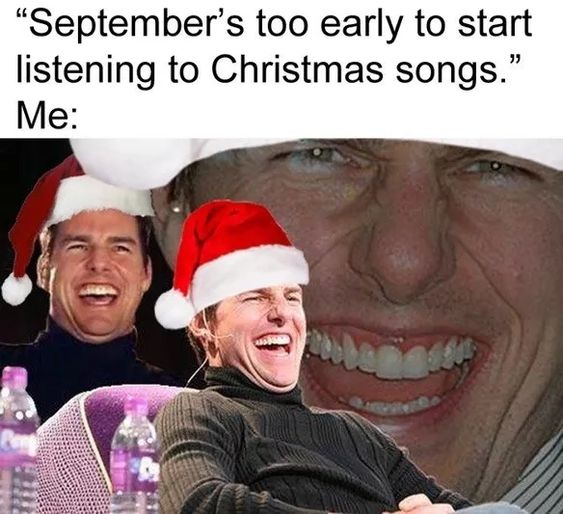 “September’s too early to start
listening to Christmas songs.”
Me: